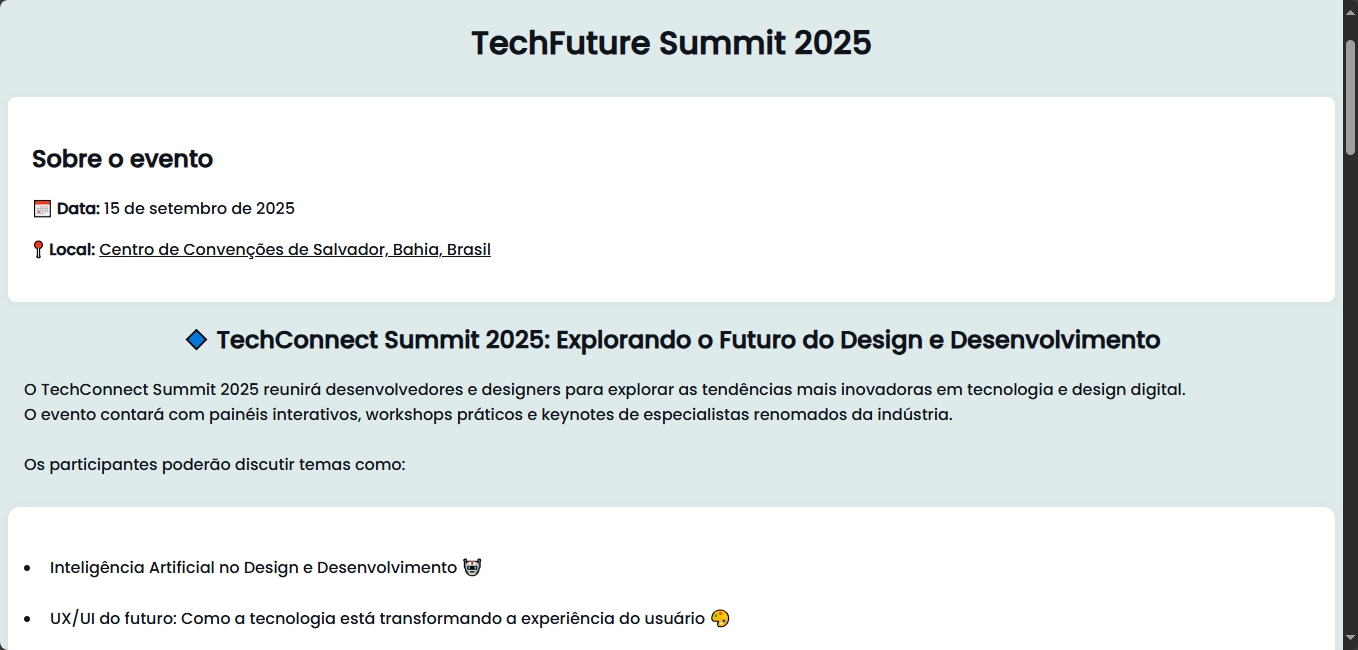 TechFuture Summit 2025
Sobre o evento
📅 Data: 15 de setembro de 2025
📍 Local: Centro de Convenções de Salvador, Bahia, Brasil
🔷 TechConnect Summit 2025: Explorando o Futuro do Design e Desenvolvimento
O TechConnect Summit 2025 reunirá desenvolvedores e designers para explorar as tendências mais inovadoras em tecnologia e design digital.
O evento contará com painéis interativos, workshops práticos e keynotes de especialistas renomados da indústria.
Os participantes poderão discutir temas como:
• Inteligência Artificial no Design e Desenvolvimento 🤖
• UX/UI do futuro: Como a tecnologia está transformando a experiência do usuário 🎨